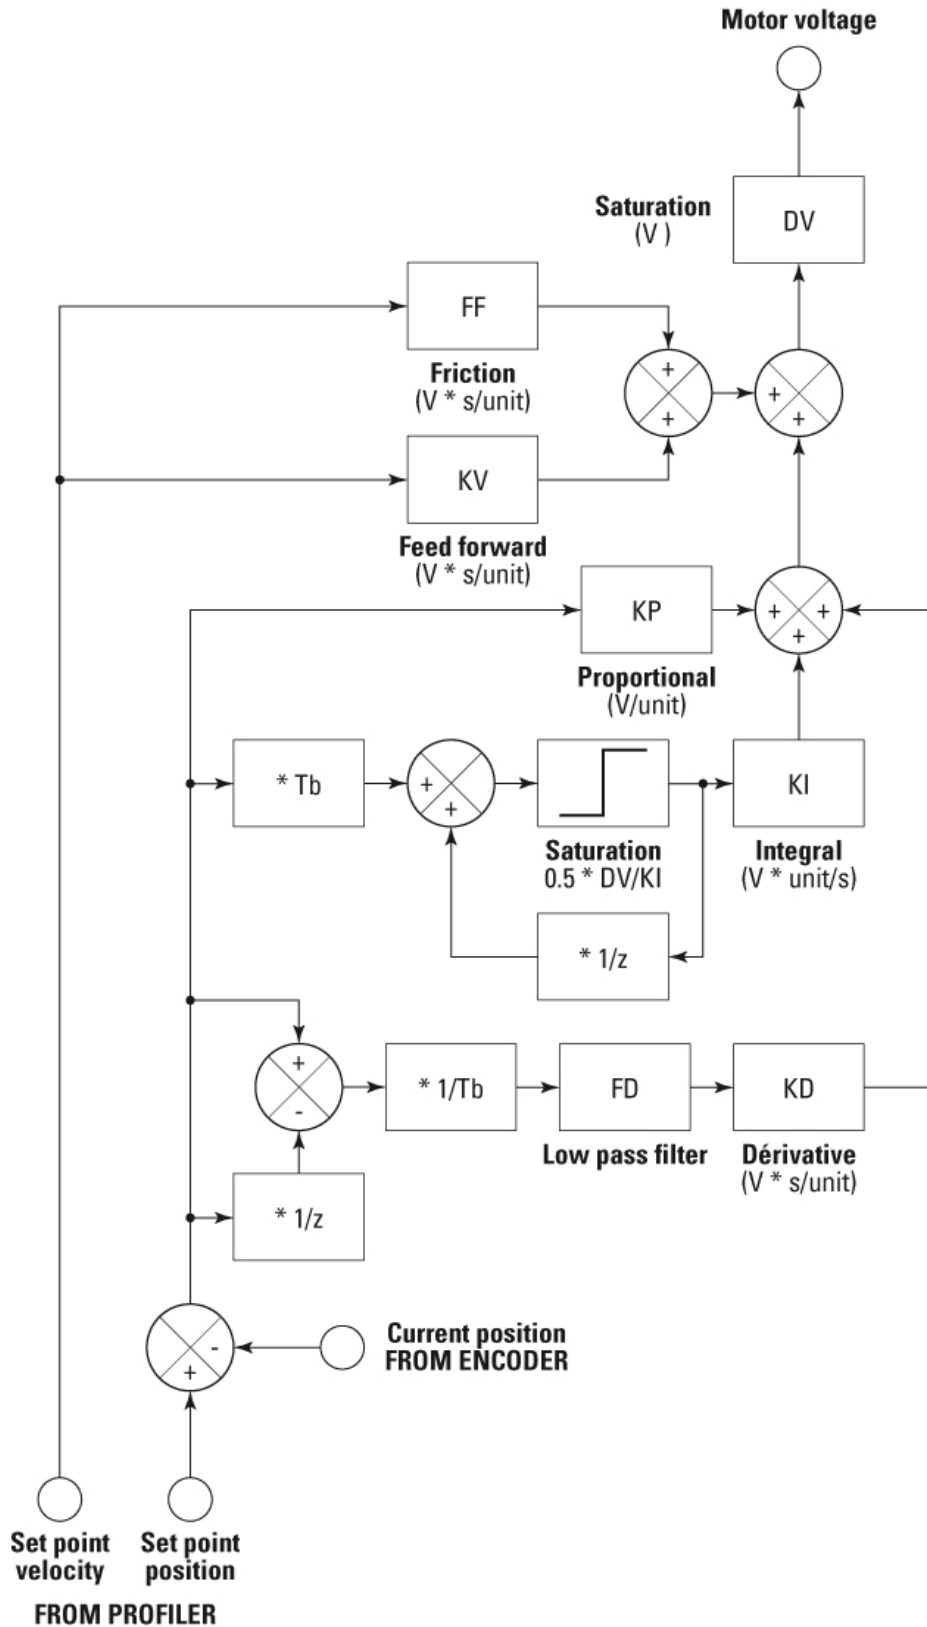 Motor voltage
Saturation
(V )
DV
FF
Friction
(V * s/unit)
+
+
+
+
KV
Feed forward
(V * s/unit)
KP
+
+
+
Proportional
(V/unit)
* Tb
+
+
Saturation
0.5 * DV/KI
KI
Integral
(V * unit/s)
* 1/z
+
-
* 1/Tb
FD
KD
Low pass filter
Dérivative
(V * s/unit)
* 1/z
-
+
Current position
FROM ENCODER
Set point
velocity
Set point
position
FROM PROFILER